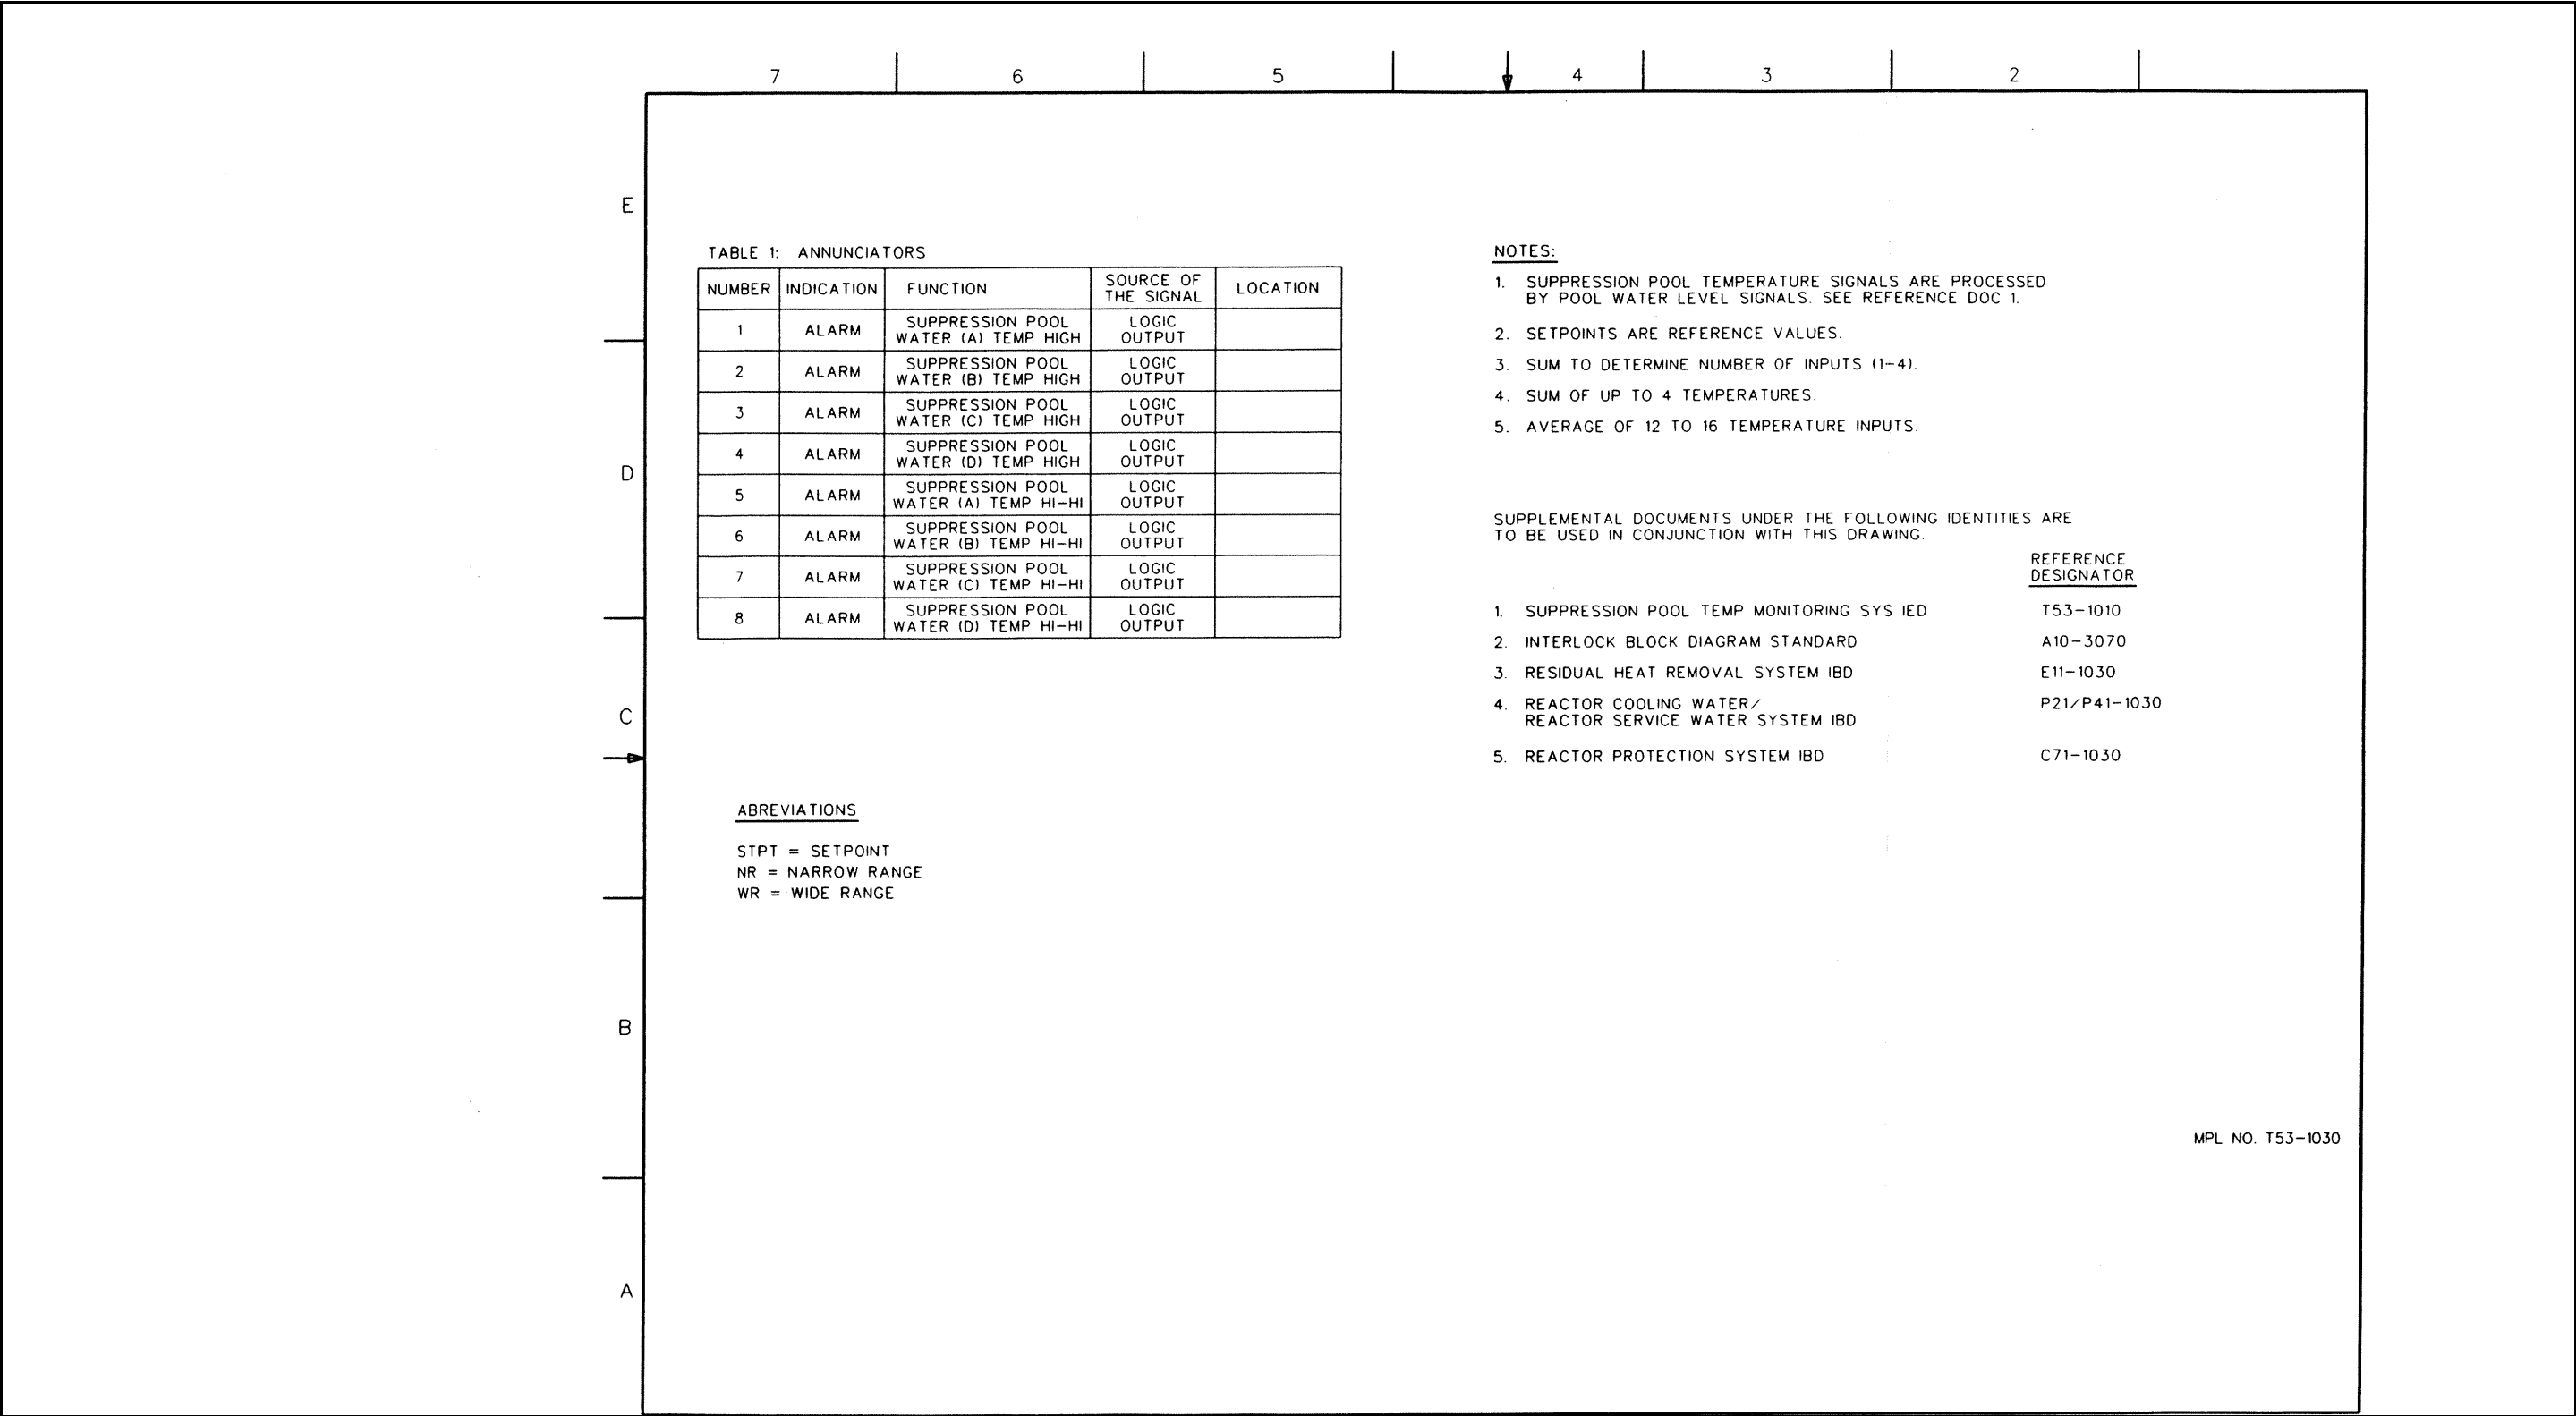 7 6 5 4 3 2
E
D
C
B
A
TABLE 1: ANNUNCIATORS
NUMBER INDICATION FUNCTION SOURCE OF THE SIGNAL LOCATION
1 ALARM SUPPRESSION POOL LOGIC
WATER (A) TEMP HIGH OUTPUT
2 ALARM SUPPRESSION POOL LOGIC
WATER (B) TEMP HIGH OUTPUT
3 ALARM SUPPRESSION POOL LOGIC
WATER (C) TEMP HIGH OUTPUT
4 ALARM SUPPRESSION POOL LOGIC
WATER (D) TEMP HIGH OUTPUT
5 ALARM SUPPRESSION POOL LOGIC
WATER (A) TEMP HI-HI OUTPUT
6 ALARM SUPPRESSION POOL LOGIC
WATER (B) TEMP HI-HI OUTPUT
7 ALARM SUPPRESSION POOL LOGIC
WATER (C) TEMP HI-HI OUTPUT
8 ALARM SUPPRESSION POOL LOGIC
WATER (D) TEMP HI-HI OUTPUT
ABREVIATIONS
STPT = SETPOINT
NR = NARROW RANGE
WR = WIDE RANGE
NOTES:
1. SUPPRESSION POOL TEMPERATURE SIGNALS ARE PROCESSED
BY POOL WATER LEVEL SIGNALS. SEE REFERENCE DOC 1.
2. SETPOINTS ARE REFERENCE VALUES.
3. SUM TO DETERMINE NUMBER OF INPUTS (1-4).
4. SUM OF UP TO 4 TEMPERATURES.
5. AVERAGE OF 12 TO 16 TEMPERATURE INPUTS.
SUPPLEMENTAL DOCUMENTS UNDER THE FOLLOWING IDENTITIES ARE
TO BE USED IN CONJUNCTION WITH THIS DRAWING.
REFERENCE
DESIGNATOR
1. SUPPRESSION POOL TEMP MONITORING SYS IED T53-1010
2. INTERLOCK BLOCK DIAGRAM STANDARD A10-3070
3. RESIDUAL HEAT REMOVAL SYSTEM IBD E11-1030
4. REACTOR COOLING WATER/ P21/P41-1030
REACTOR SERVICE WATER SYSTEM IBD
5. REACTOR PROTECTION SYSTEM IBD C71-1030
MPL NO. T53-1030